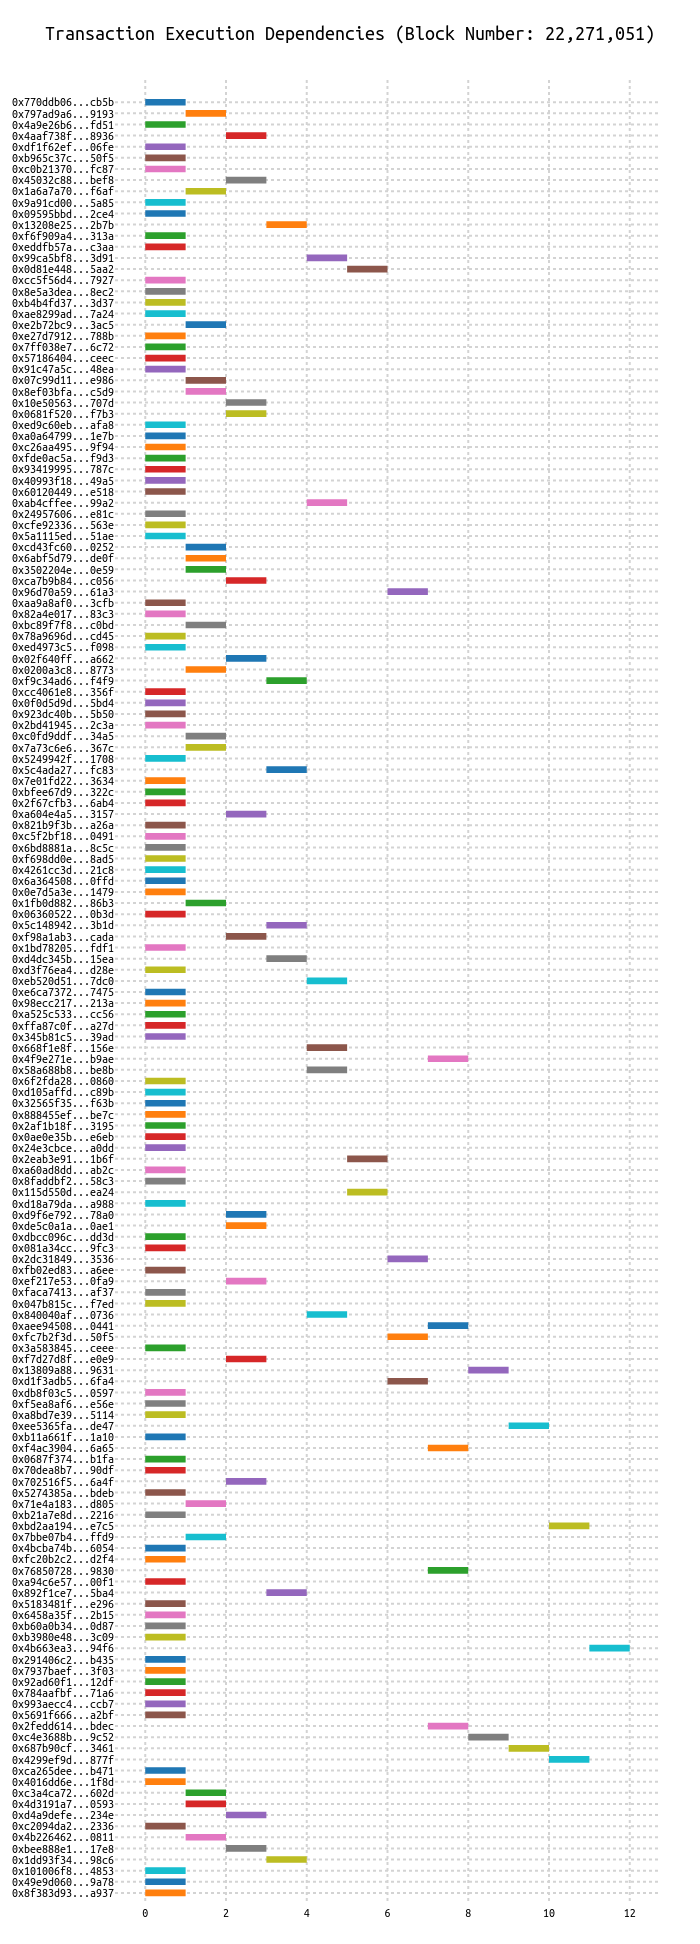 Transaction Execution Dependencies (Block Number: 22,271,051)
0x770ddb06...cb5b
0x797ad9a6...9193
0x4a9e26b6...fd51
0x4aaf738f...8936
0xdf1f62ef...06fe
0xb965c37c...50f5
0xc0b21370...fc87
0x45032c88...bef8
0x1a6a7a70...f6af
0x9a91cd00...5a85
0x09595bbd...2ce4
0x13208e25...2b7b
0xf6f909a4...313a
0xeddfb57a...c3aa
0x99ca5bf8...3d91
0x0d81e448...5aa2
0xcc5f56d4...7927
0x8e5a3dea...8ec2
0xb4b4fd37...3d37
0xae8299ad...7a24
0xe2b72bc9...3ac5
0xe27d7912...788b
0x7ff038e7...6c72
0x57186404...ceec
0x91c47a5c...48ea
0x07c99d11...e986
0x8ef03bfa...c5d9
0x10e50563...707d
0x0681f520...f7b3
0xed9c60eb...afa8
0xa0a64799...1e7b
0xc26aa495...9f94
0xfde0ac5a...f9d3
0x93419995...787c
0x40993f18...49a5
0x60120449...e518
0xab4cffee...99a2
0x24957606...e81c
0xcfe92336...563e
0x5a1115ed...51ae
0xcd43fc60...0252
0x6abf5d79...de0f
0x3502204e...0e59
0xca7b9b84...c056
0x96d70a59...61a3
0xaa9a8af0...3cfb
0x82a4e017...83c3
0xbc89f7f8...c0bd
0x78a9696d...cd45
0xed4973c5...f098
0x02f640ff...a662
0x0200a3c8...8773
0xf9c34ad6...f4f9
0xcc4061e8...356f
0x0f0d5d9d...5bd4
0x923dc40b...5b50
0x2bd41945...2c3a
0xc0fd9ddf...34a5
0x7a73c6e6...367c
0x5249942f...1708
0x5c4ada27...fc83
0x7e01fd22...3634
0xbfee67d9...322c
0x2f67cfb3...6ab4
0xa604e4a5...3157
0x821b9f3b...a26a
0xc5f2bf18...0491
0x6bd8881a...8c5c
0xf698dd0e...8ad5
0x4261cc3d...21c8
0x6a364508...0ffd
0x0e7d5a3e...1479
0x1fb0d882...86b3
0x06360522...0b3d
0x5c148942...3b1d
0xf98a1ab3...cada
0x1bd78205...fdf1
0xd4dc345b...15ea
0xd3f76ea4...d28e
0xeb520d51...7dc0
0xe6ca7372...7475
0x98ecc217...213a
0xa525c533...cc56
0xffa87c0f...a27d
0x345b81c5...39ad
0x668f1e8f...156e
0x4f9e271e...b9ae
0x58a688b8...be8b
0x6f2fda28...0860
0xd105affd...c89b
0x32565f35...f63b
0x888455ef...be7c
0x2af1b18f...3195
0x0ae0e35b...e6eb
0x24e3cbce...a0dd
0x2eab3e91...1b6f
0xa60ad8dd...ab2c
0x8faddbf2...58c3
0x115d550d...ea24
0xd18a79da...a988
0xd9f6e792...78a0
0xde5c0a1a...0ae1
0xdbcc096c...dd3d
0x081a34cc...9fc3
0x2dc31849...3536
0xfb02ed83...a6ee
0xef217e53...0fa9
0xfaca7413...af37
0x047b815c...f7ed
0x840040af...0736
0xaee94508...0441
0xfc7b2f3d...50f5
0x3a583845...ceee
0xf7d27d8f...e0e9
0x13809a88...9631
0xd1f3adb5...6fa4
0xdb8f03c5...0597
0xf5ea8af6...e56e
0xa8bd7e39...5114
0xee5365fa...de47
0xb11a661f...1a10
0xf4ac3904...6a65
0x0687f374...b1fa
0x70dea8b7...90df
0x702516f5...6a4f
0x5274385a...bdeb
0x71e4a183...d805
0xb21a7e8d...2216
0xbd2aa194...e7c5
0x7bbe07b4...ffd9
0x4bcba74b...6054
0xfc20b2c2...d2f4
0x76850728...9830
0xa94c6e57...00f1
0x892f1ce7...5ba4
0x5183481f...e296
0x6458a35f...2b15
0xb60a0b34...0d87
0xb3980e48...3c09
0x4b663ea3...94f6
0x291406c2...b435
0x7937baef...3f03
0x92ad60f1...12df
0x784aafbf...71a6
0x993aecc4...ccb7
0x5691f666...a2bf
0x2fedd614...bdec
0xc4e3688b...9c52
0x687b90cf...3461
0x4299ef9d...877f
0xca265dee...b471
0x4016dd6e...1f8d
0xc3a4ca72...602d
0x4d3191a7...0593
0xd4a9defe...234e
0xc2094da2...2336
0x4b226462...0811
0xbee888e1...17e8
0x1dd93f34...98c6
0x101006f8...4853
0x49e9d060...9a78
0x8f383d93...a937
0 2 4 6 8 10 12